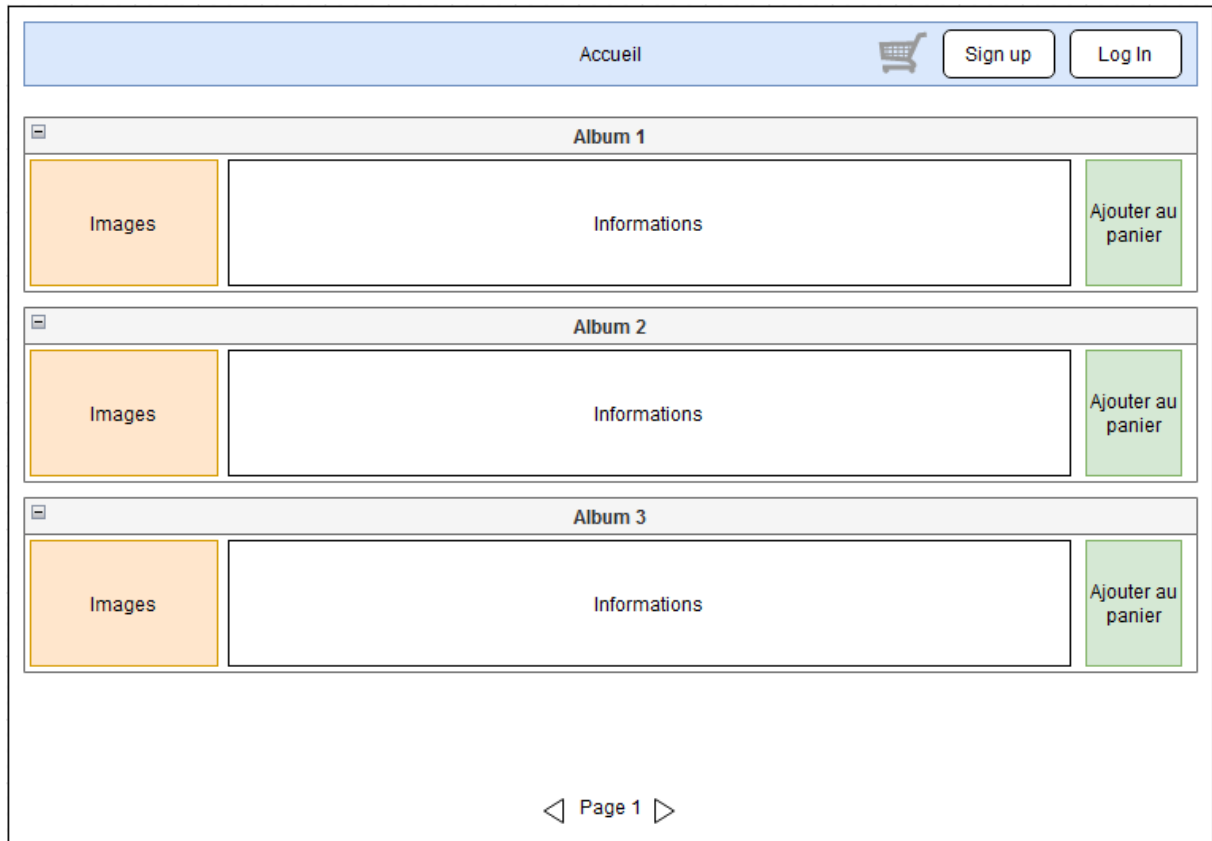 Accueil
Sign up
Log In
Album 1
Images
Informations
Ajouter au
panier
Album 2
Images
Informations
Ajouter au
panier
Album 3
Images
Informations
Ajouter au
panier
Page 1